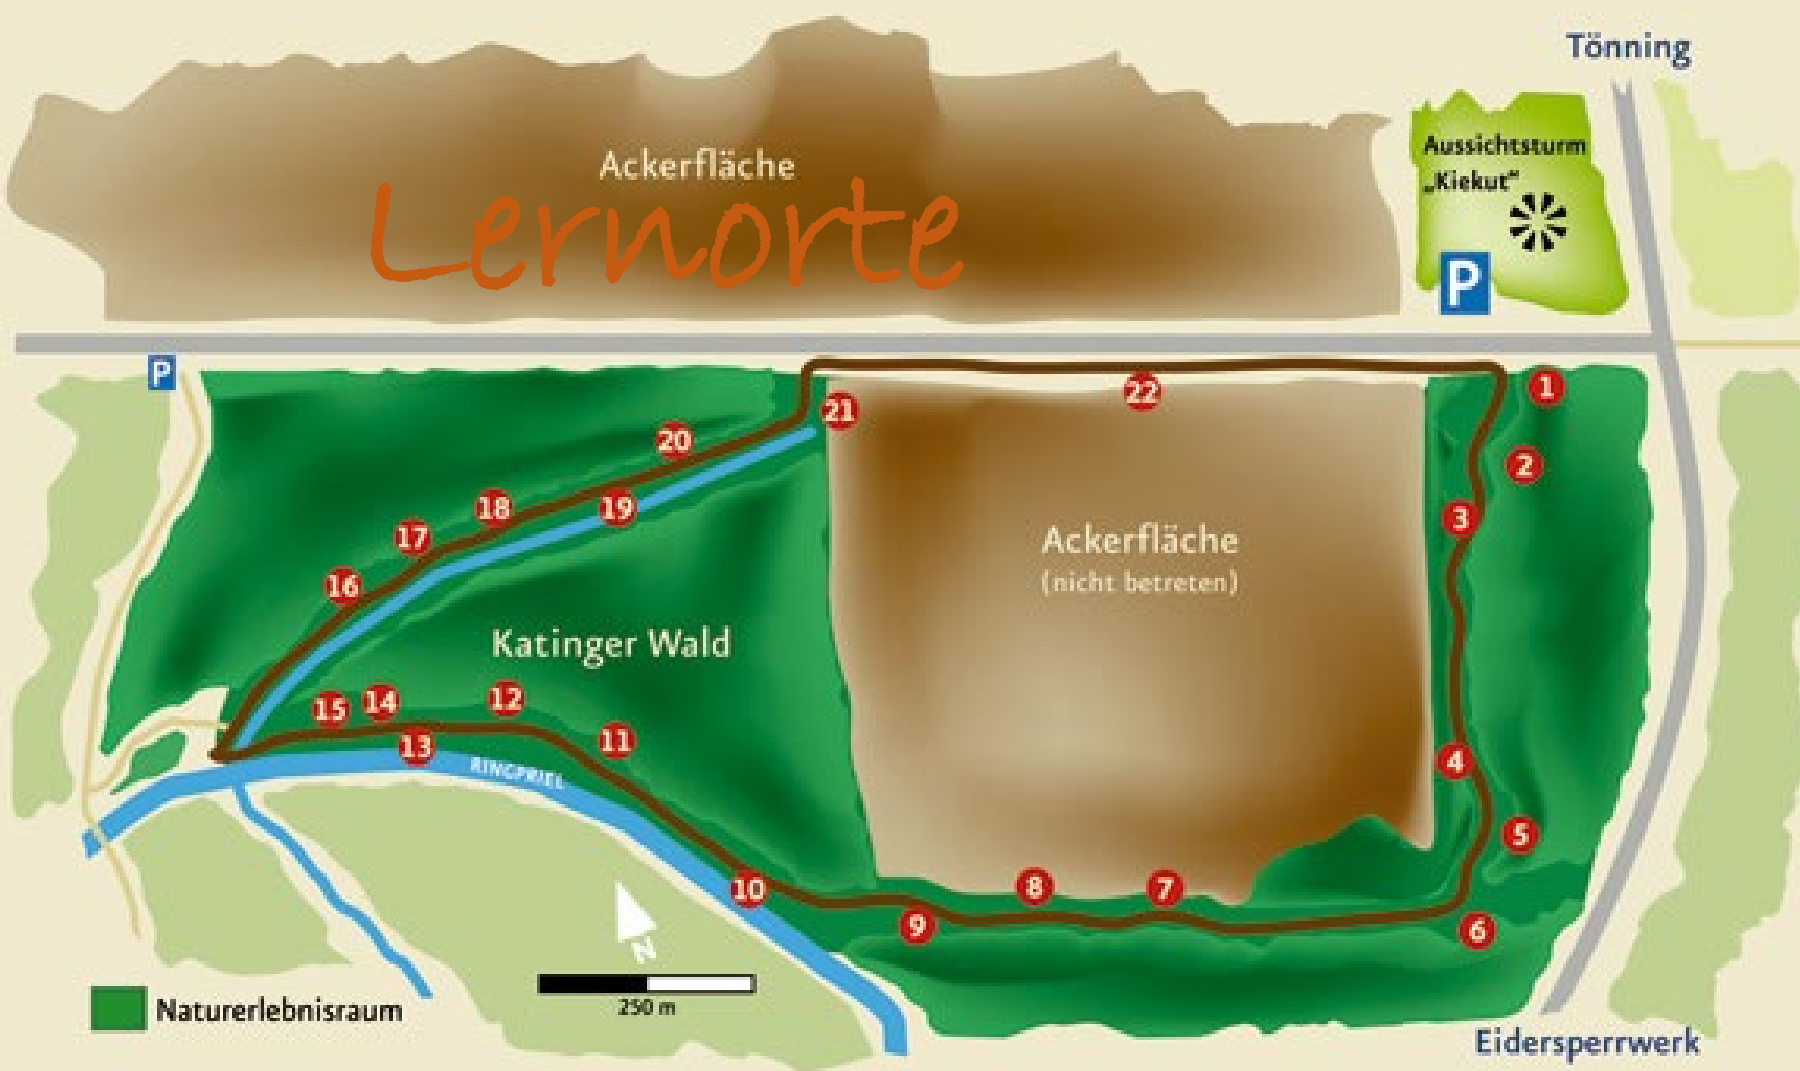 Tönning
Aussichtsturm
„Kiekut“
P
Ackerfläche
Lernorte
P
1
22
21
20
2
19
18
3
17
Ackerfläche
(nicht betreten)
16
Katinger Wald
12
14
15
11
13
4
RINGPRIEL
5
8
7
10
9
6
N
250 m
Naturerlebnisraum
Eidersperrwerk